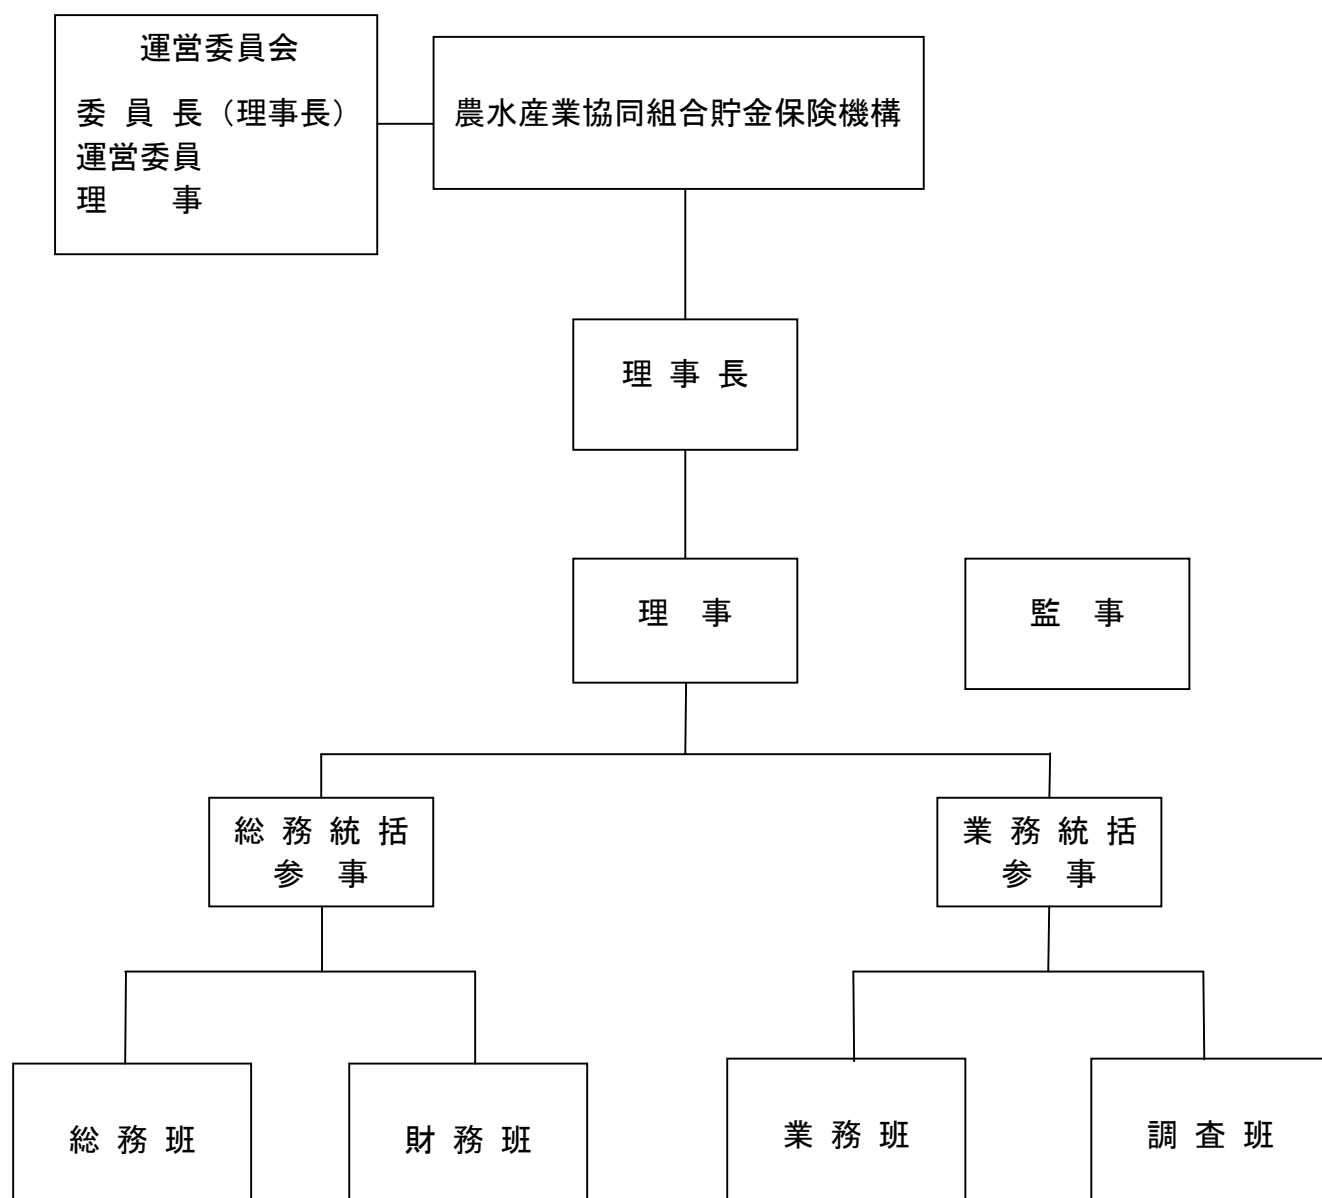 運営委員会
委 員 長（理事長）
運営委員
理　　事
農水産業協同組合貯金保険機構
理 事 長
理　事
監　事
総 務 統 括
参　事
業 務 統 括
参　事
総 務 班
財 務 班
業 務 班
調 査 班